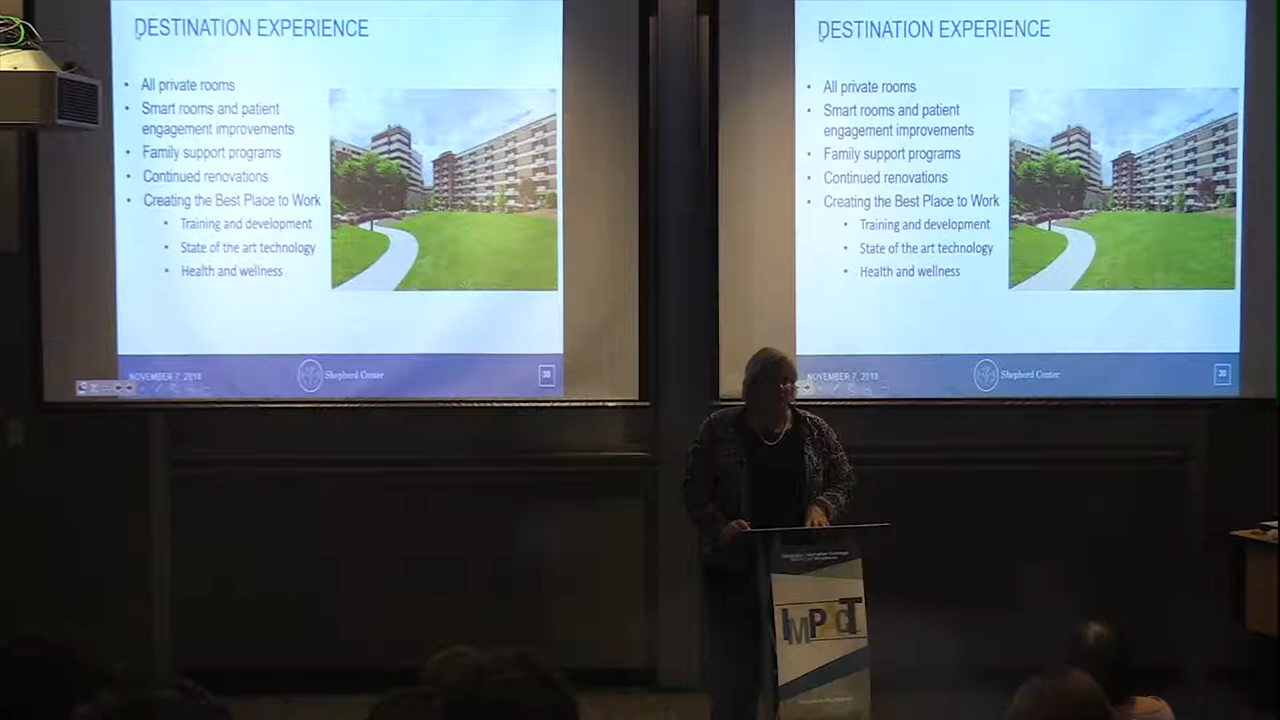 DESTINATION EXPERIENCE
• All private rooms
• Smart rooms and patient
engagement improvements
• Family support programs
• Continued renovations
• Creating the Best Place to Work
• Training and development
• State of the art technology
• Health and wellness
NOVEMBER 7, 2018
Shepherd Center
30
DESTINATION EXPERIENCE
• All private rooms
• Smart rooms and patient
engagement improvements
• Family support programs
• Continued renovations
• Creating the Best Place to Work
• Training and development
• State of the art technology
• Health and wellness
NOVEMBER 7, 2018
Shepherd Center
30
IMPACT